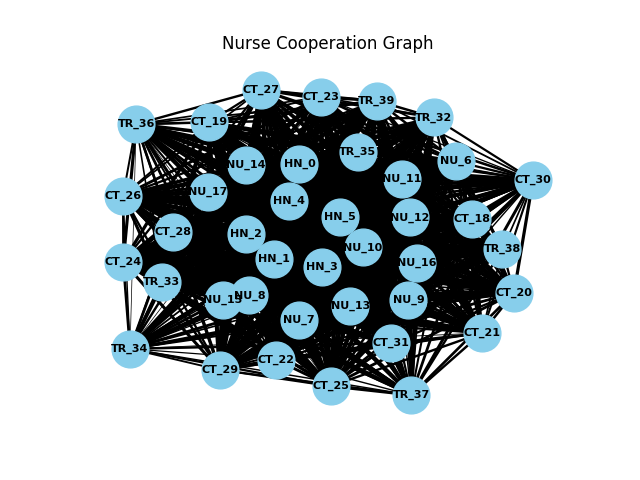 Nurse Cooperation Graph
CT_27
CT_23
TR_39
TR_32
TR_36
CT_19
TR_35
NU_6
NU_14
HN_0
NU_11
CT_30
CT_26
NU_17
HN_4
HN_5
NU_12
CT_18
CT_28
HN_2
NU_10
TR_38
CT_24
HN_1
HN_3
NU_16
TR_33
NU_8
NU_9
CT_20
NU_7
NU_13
CT_21
TR_34
CT_31
CT_29
CT_22
CT_25
TR_37